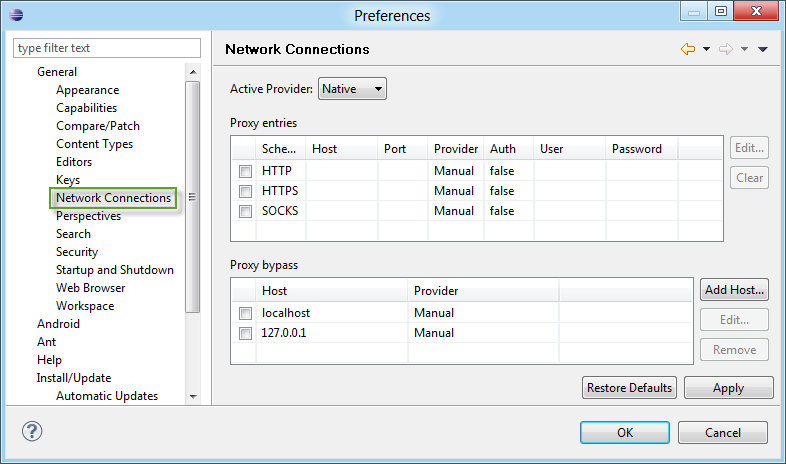 Preferences
type filter text
General
Appearance
Capabilities
Compare/Patch
Content Types
Editors
Keys
Network Connections
Perspectives
Search
Security
Startup and Shutdown
Web Browser
Workspace
Android
Ant
Help
Install/Update
Automatic Updates
Network Connections
Active Provider: Native
Proxy entries
Sche... Host Port Provider Auth User Password
HTTP Manual false
HTTPS Manual false
SOCKS Manual false
Edit...
Clear
Proxy bypass
Host Provider
localhost Manual
127.0.0.1 Manual
Add Host...
Edit...
Remove
Restore Defaults Apply
? OK Cancel